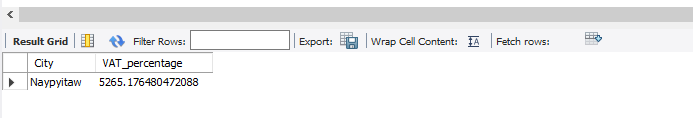 Result Grid Filter Rows: Export: Wrap Cell Content: Fetch rows:
City VAT_percentage
Naypyitaw 5265.176480472088